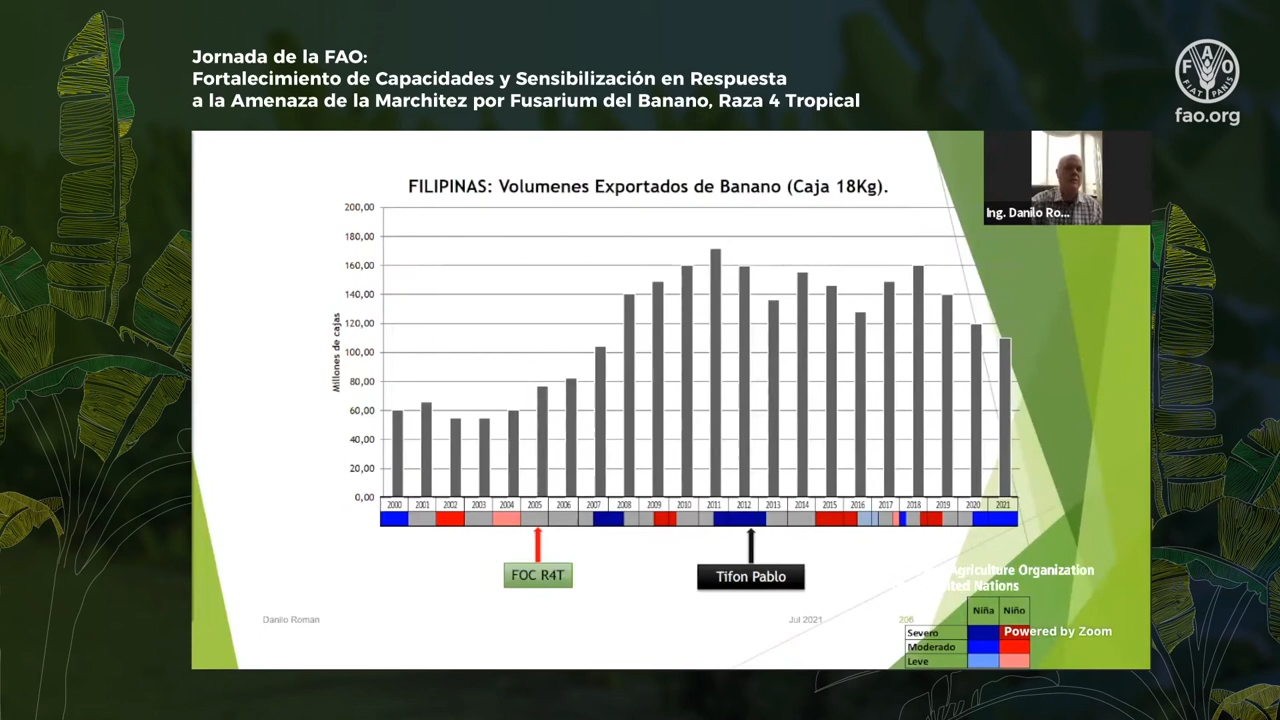 Jornada de la FAO:
Fortalecimiento de Capacidades y Sensibilización en Respuesta
a la Amenaza de la Marchitez por Fusarium del Banano, Raza 4 Tropical
FAO
FIAT PANIS
fao.org
FILIPINAS: Volumenes Exportados de Banano (Caja 18Kg).
Ing. Danilo Ro...
Millones de cajas
200,00
180,00
160,00
140,00
120,00
100,00
80,00
60,00
40,00
20,00
0,00
2000 2001 2002 2003 2004 2005 2006 2007 2008 2009 2010 2011 2012 2013 2014 2015 2016 2017 2018 2019 2020 2021
FOC R4T
Tifon Pablo
Agriculture Organization
Nations
Danilo Roman
Jul 2021
206
Niña Niño
Severo
Powered by Zoom
Moderado
Leve